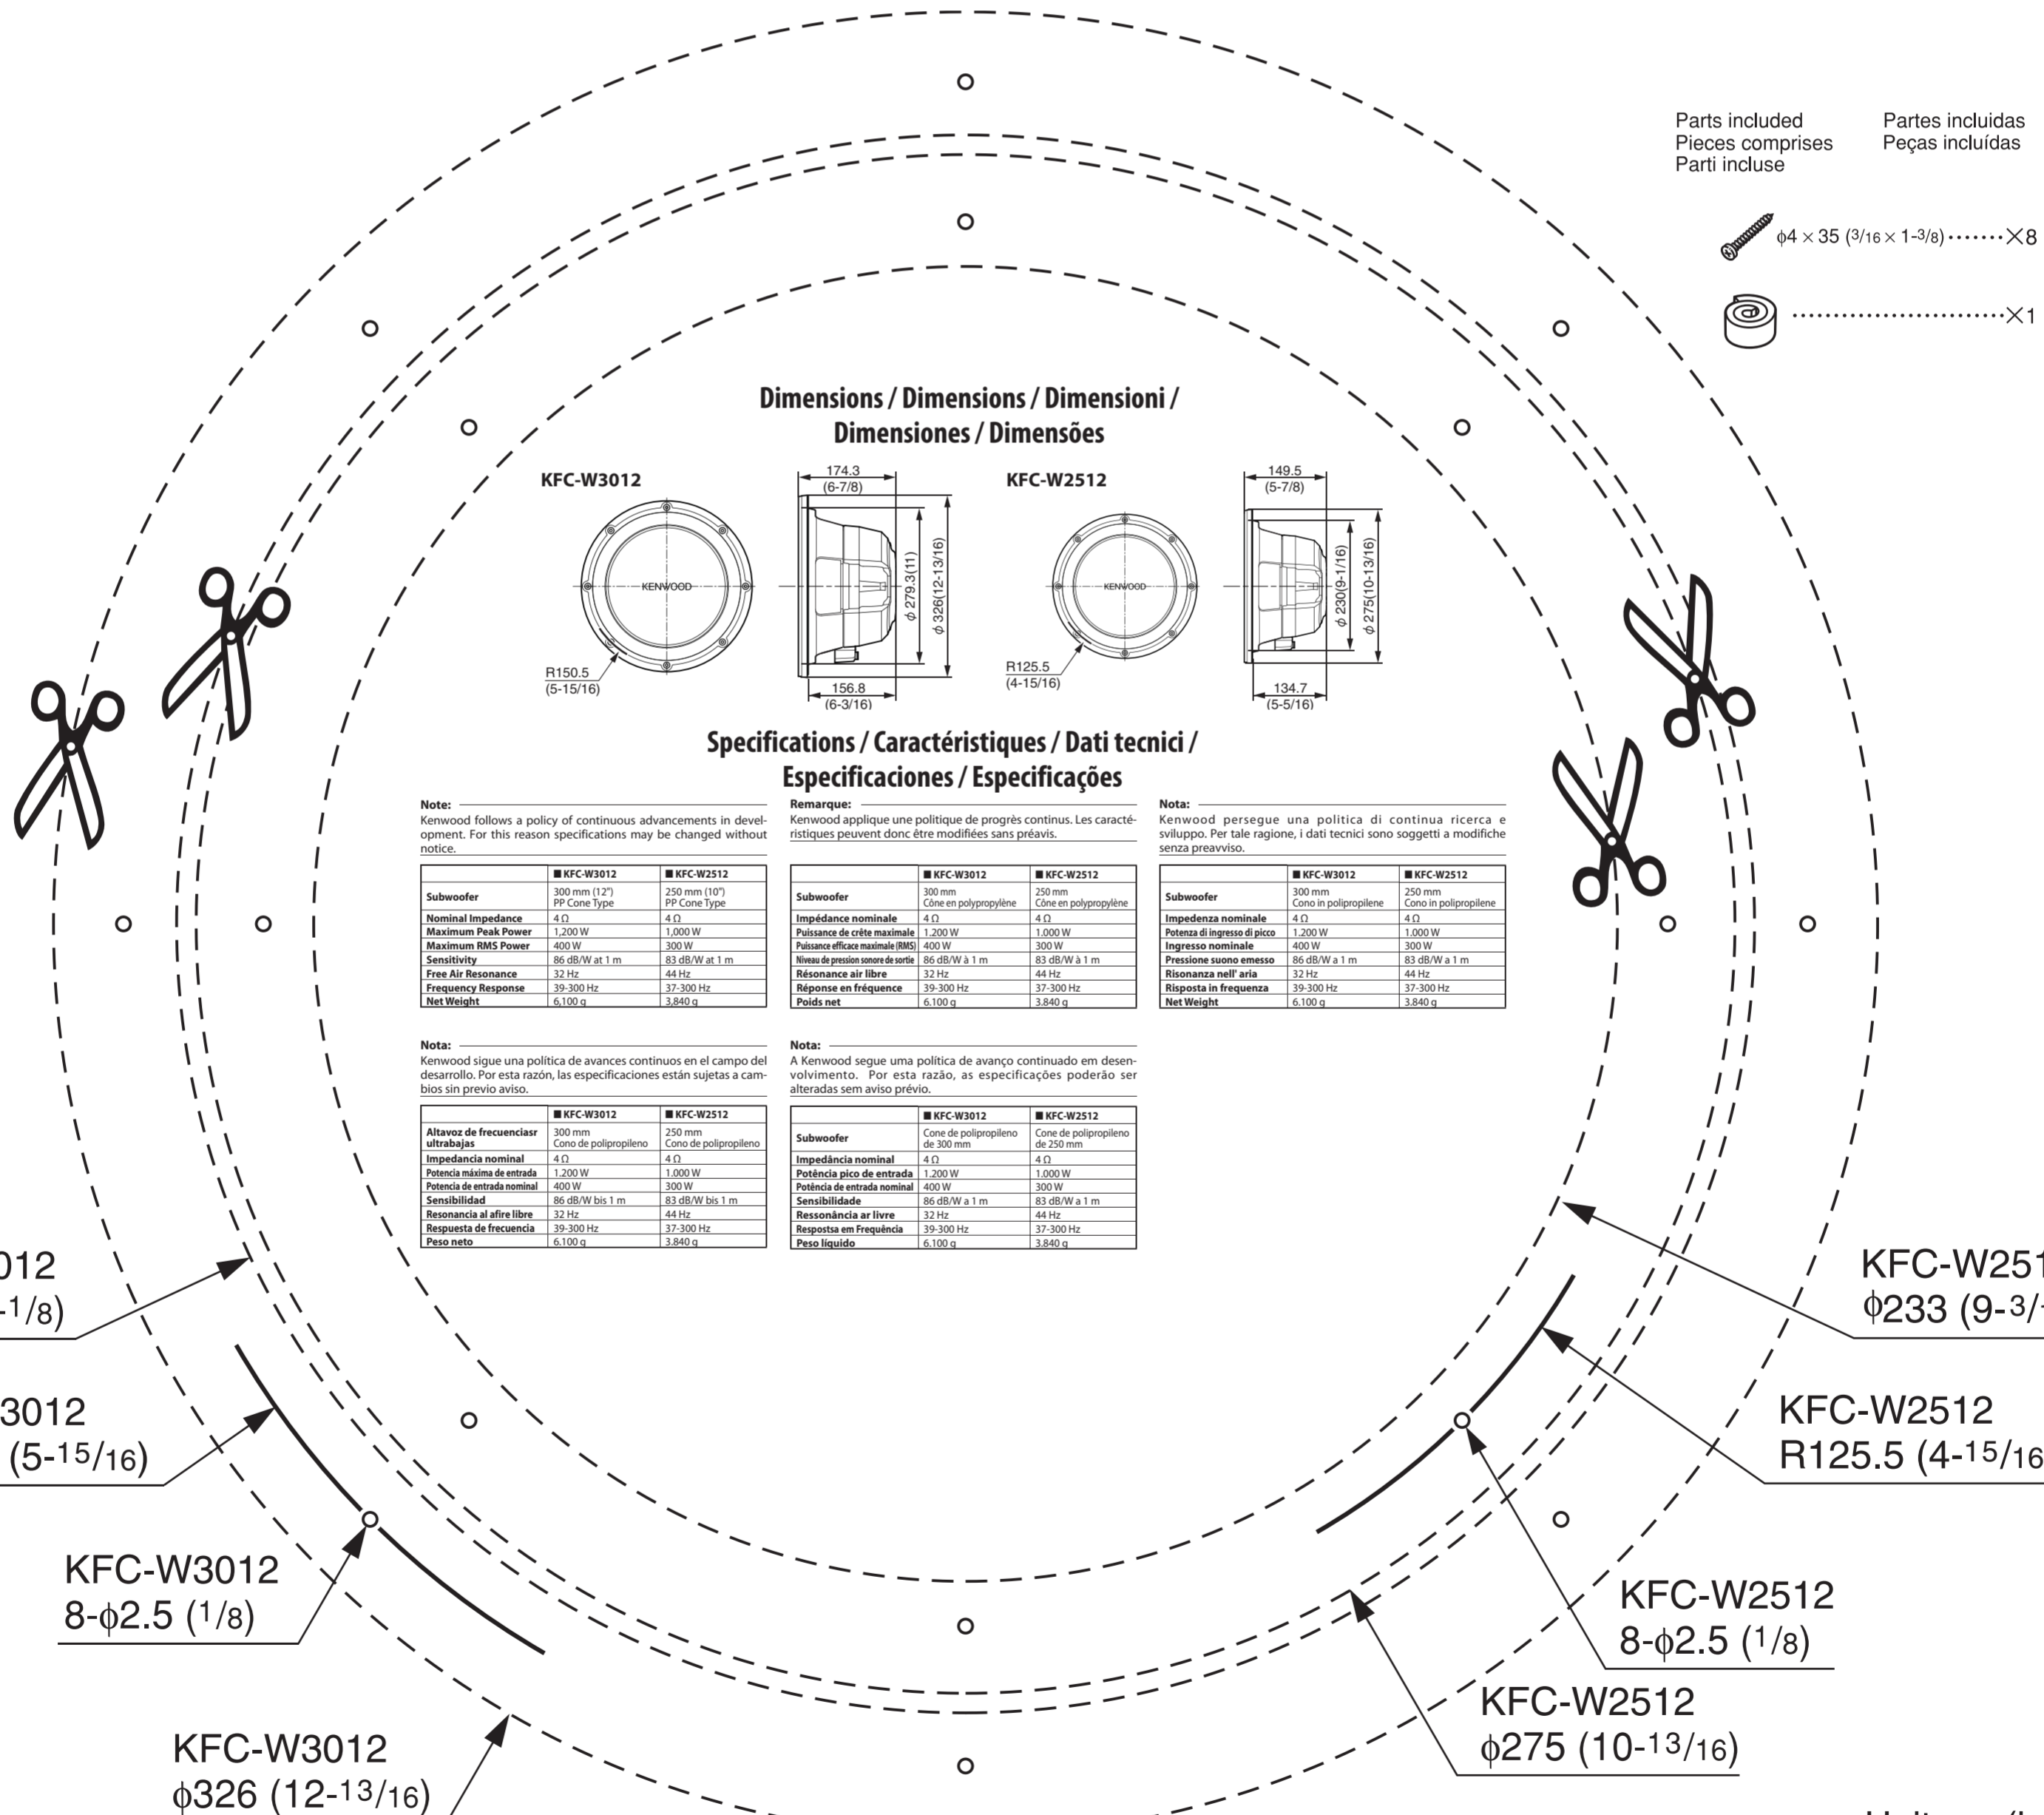 Parts included
Pieces comprises
Parti incluse
Partes incluidas
Peças incluídas
ϕ4 × 35 (3/16 × 1-3/8) ······· ×8
························· ×1
Dimensions / Dimensions / Dimensioni /
Dimensiones / Dimensões
KFC-W3012
KENWOOD
R150.5
(5-15/16)
174.3
(6-7/8)
ϕ 279.3(11)
ϕ 326(12-13/16)
156.8
(6-3/16)
KFC-W2512
KENWOOD
R125.5
(4-15/16)
149.5
(5-7/8)
ϕ 230(9-1/16)
ϕ 275(10-13/16)
134.7
(5-5/16)
Specifications / Caractéristiques / Dati tecnici /
Especificaciones / Especificações
Note:
Kenwood follows a policy of continuous advancements in devel-
opment. For this reason specifications may be changed without
notice.
■ KFC-W3012 ■ KFC-W2512
Subwoofer 300 mm (12") PP Cone Type 250 mm (10") PP Cone Type
Nominal Impedance 4 Ω 4 Ω
Maximum Peak Power 1,200 W 1,000 W
Maximum RMS Power 400 W 300 W
Sensitivity 86 dB/W at 1 m 83 dB/W at 1 m
Free Air Resonance 32 Hz 44 Hz
Frequency Response 39-300 Hz 37-300 Hz
Net Weight 6,100 g 3,840 g
Remarque:
Kenwood applique une politique de progrès continus. Les caracté-
ristiques peuvent donc être modifiées sans préavis.
■ KFC-W3012 ■ KFC-W2512
Subwoofer 300 mm Cône en polypropylène 250 mm Cône en polypropylène
Impédance nominale 4 Ω 4 Ω
Puissance de crête maximale 1.200 W 1.000 W
Puissance efficace maximale (RMS) 400 W 300 W
Niveau de pression sonore de sortie 86 dB/W à 1 m 83 dB/W à 1 m
Résonance air libre 32 Hz 44 Hz
Réponse en fréquence 39-300 Hz 37-300 Hz
Poids net 6.100 g 3.840 g
Nota:
Kenwood persegue una politica di continua ricerca e
sviluppo. Per tale ragione, i dati tecnici sono soggetti a modifiche
senza preavviso.
■ KFC-W3012 ■ KFC-W2512
Subwoofer 300 mm Cono in polipropilene 250 mm Cono in polipropilene
Impedenza nominale 4 Ω 4 Ω
Potenza di ingresso di picco 1.200 W 1.000 W
Ingresso nominale 400 W 300 W
Pressione suono emesso 86 dB/W a 1 m 83 dB/W a 1 m
Risonanza nell' aria 32 Hz 44 Hz
Risposta in frequenza 39-300 Hz 37-300 Hz
Net Weight 6.100 g 3.840 g
Nota:
Kenwood sigue una política de avances continuos en el campo del
desarrollo. Por esta razón, las especificaciones están sujetas a cam-
bios sin previo aviso.
■ KFC-W3012 ■ KFC-W2512
Altavoz de frecuenciasr ultrabajas 300 mm Cono de polipropileno 250 mm Cono de polipropileno
Impedancia nominal 4 Ω 4 Ω
Potencia máxima de entrada 1.200 W 1.000 W
Potencia de entrada nominal 400 W 300 W
Sensibilidad 86 dB/W bis 1 m 83 dB/W bis 1 m
Resonancia al afire libre 32 Hz 44 Hz
Respuesta de frecuencia 39-300 Hz 37-300 Hz
Peso neto 6.100 g 3.840 g
Nota:
A Kenwood segue uma política de avanço continuado em desen-
volvimento. Por esta razão, as especificações poderão ser
alteradas sem aviso prévio.
■ KFC-W3012 ■ KFC-W2512
Subwoofer Cone de polipropileno de 300 mm Cone de polipropileno de 250 mm
Impedância nominal 4 Ω 4 Ω
Potência pico de entrada 1.200 W 1.000 W
Potência de entrada nominal 400 W 300 W
Sensibilidade 86 dB/W a 1 m 83 dB/W a 1 m
Ressonância ar livre 32 Hz 44 Hz
Respostsa em Frequência 39-300 Hz 37-300 Hz
Peso líquido 6.100 g 3.840 g
012
-1/8)
3012
(5-15/16)
KFC-W3012
8-ϕ2.5 (1/8)
KFC-W3012
ϕ326 (12-13/16)
KFC-W251
ϕ233 (9-3/
KFC-W2512
R125.5 (4-15/16
KFC-W2512
8-ϕ2.5 (1/8)
KFC-W2512
ϕ275 (10-13/16)